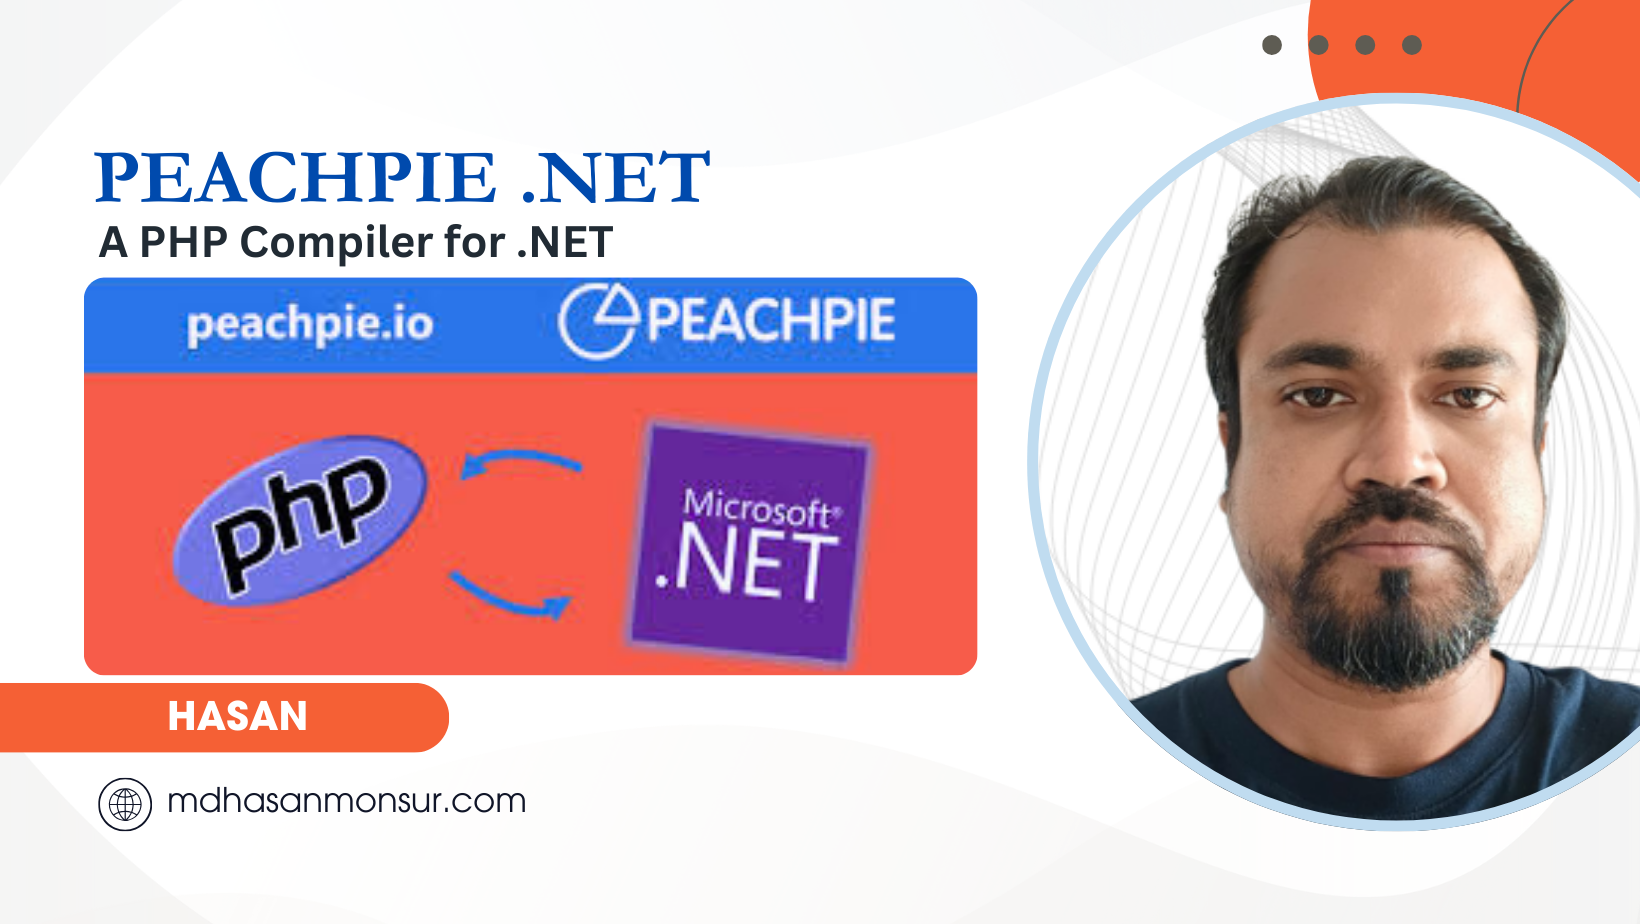 PEACHPIE .NET
A PHP Compiler for .NET
peachpie.io
PEACHPIE
php
Microsoft®
.NET
HASAN
mdhasanmonsur.com